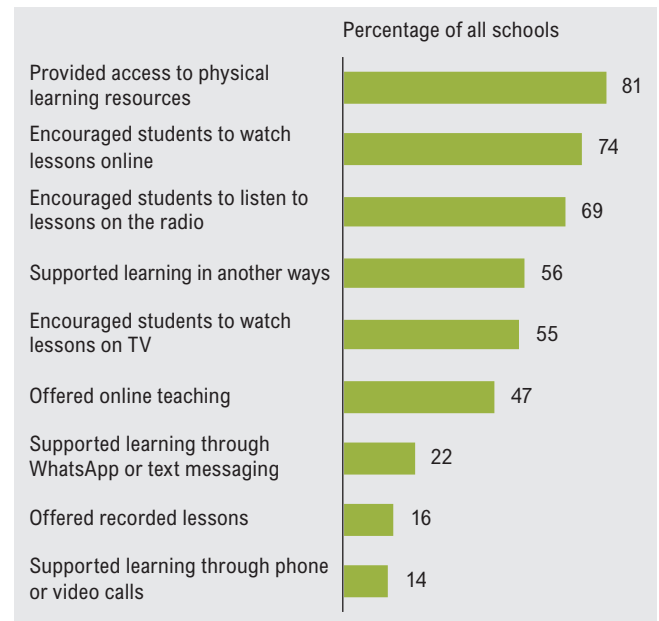 Percentage of all schools
Provided access to physical
learning resources
81
Encouraged students to watch
lessons online
74
Encouraged students to listen to
lessons on the radio
69
Supported learning in another ways
56
Encouraged students to watch
lessons on TV
55
Offered online teaching
47
Supported learning through
WhatsApp or text messaging
22
Offered recorded lessons
16
Supported learning through phone
or video calls
14